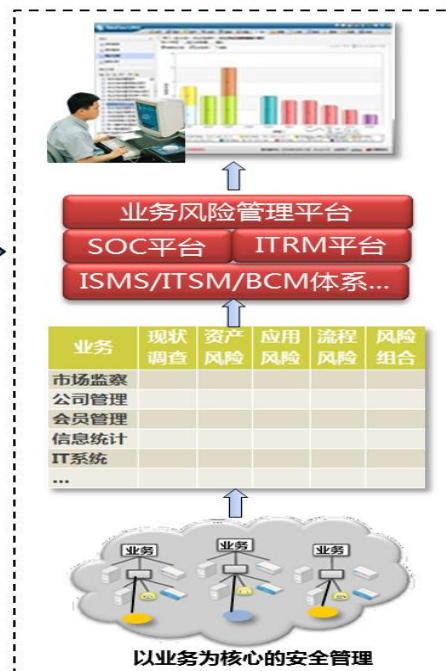 业务风险管理平台
SOC平台 ITRM平台
ISMS/ITSM/BCM体系...
业务 现状调查 资产风险 应用风险 流程风险 风险组合
市场监察
公司管理
会员管理
信息统计
IT系统
...
业务 业务 业务
以业务为核心的安全管理